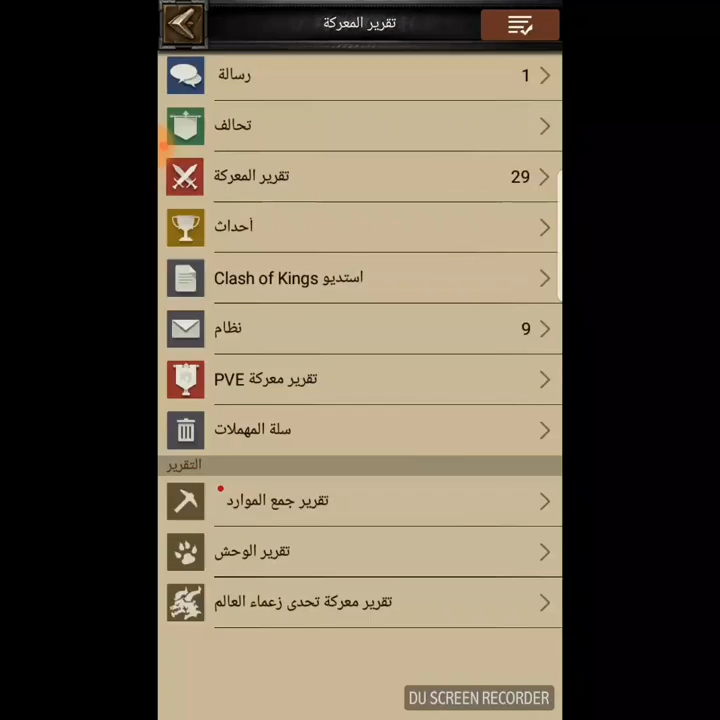 تقرير المعركة
رسالة 1
تحالف
تقرير المعركة 29
أحداث
استديو Clash of Kings
نظام 9
تقرير معركة PVE
سلة المهملات
التقرير
تقرير جمع الموارد
تقرير الوحش
تقرير معركة تحدى زعماء العالم
DU SCREEN RECORDER